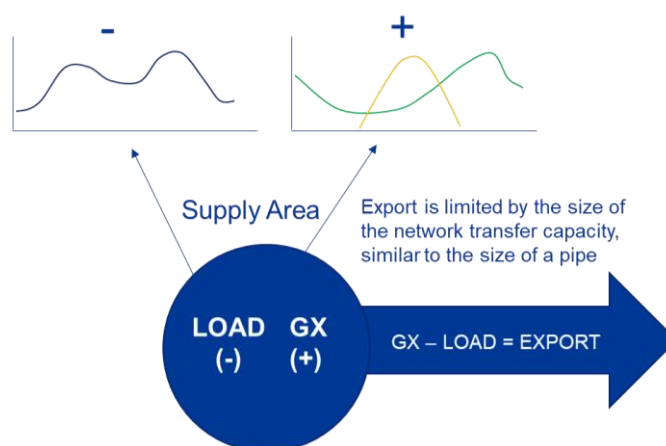 -
+
Supply Area
Export is limited by the size of
the network transfer capacity,
similar to the size of a pipe
LOAD GX
(-) (+)
GX – LOAD = EXPORT